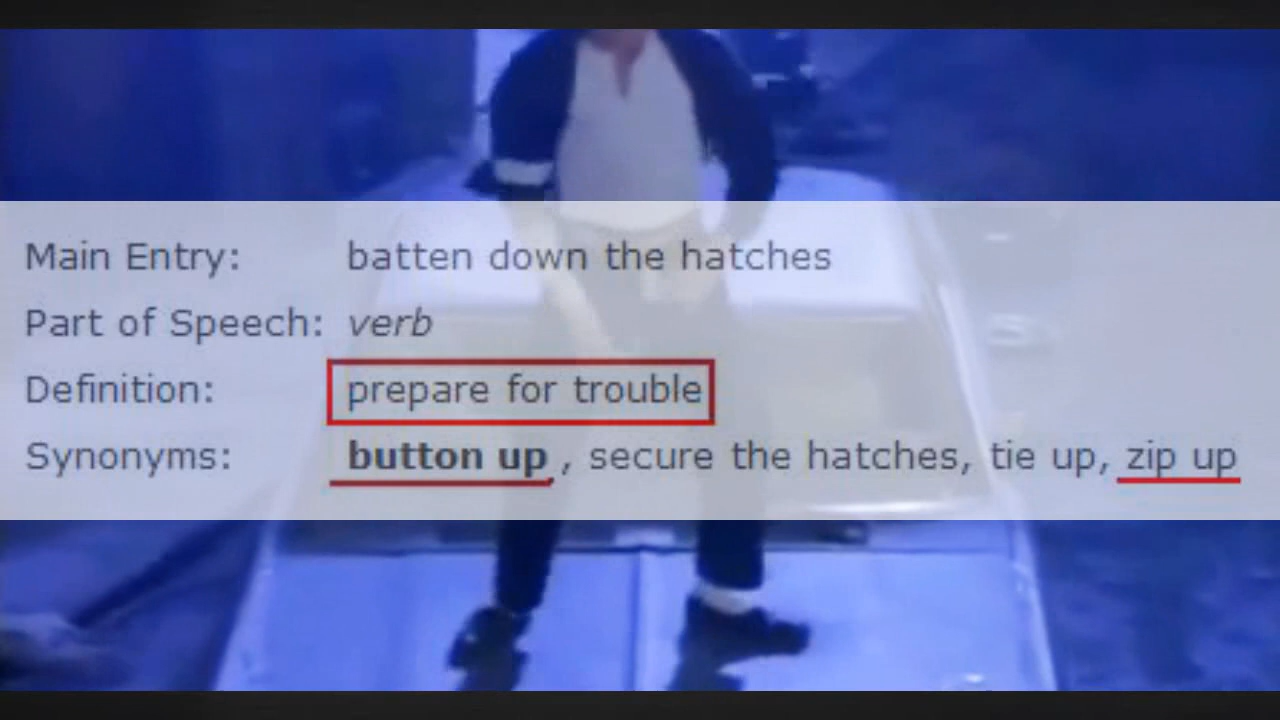 Main Entry: batten down the hatches
Part of Speech: verb
Definition: prepare for trouble
Synonyms: button up , secure the hatches, tie up, zip up